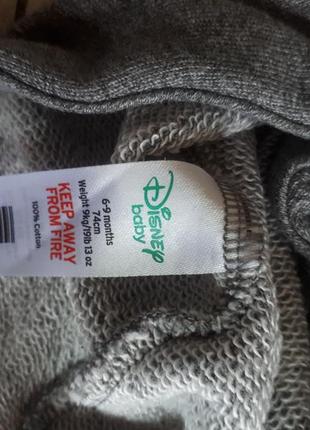 Disney
baby
6-9 months
74cm
Weight 9kg/19lb 13 oz
KEEP AWAY
FROM FIRE
100% Cotton